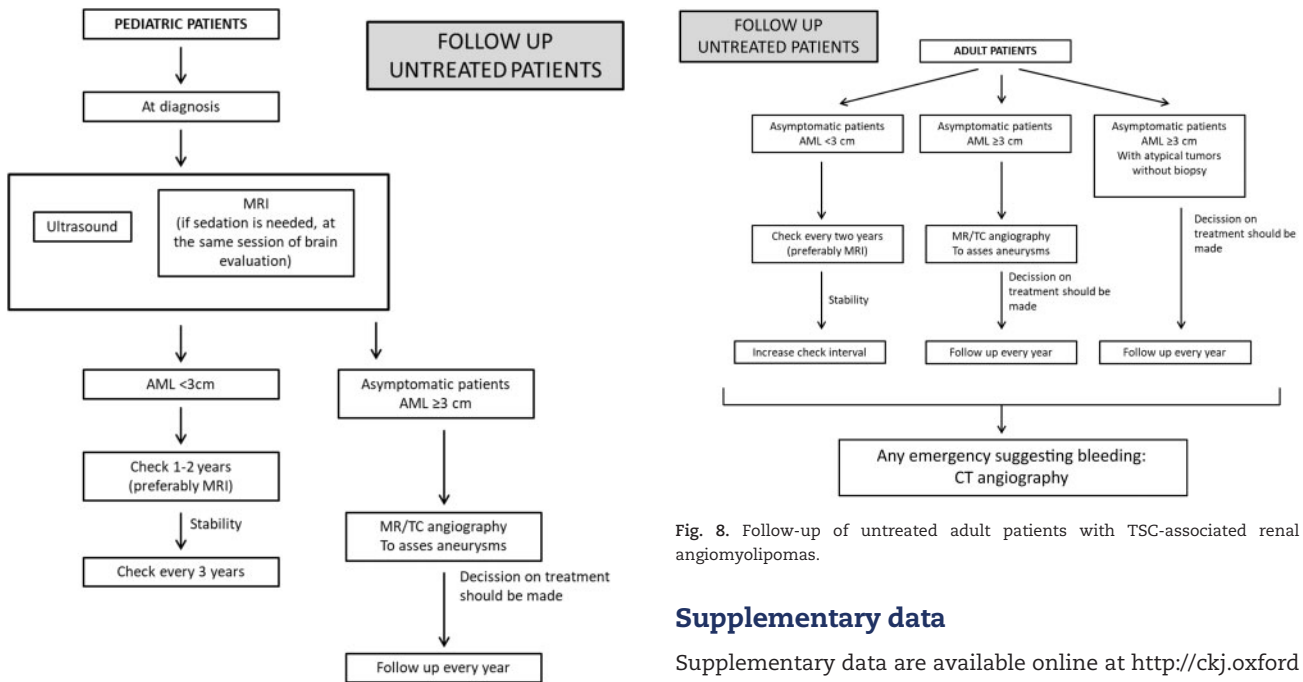 PEDIATRIC PATIENTS
FOLLOW UP
UNTREATED PATIENTS
At diagnosis
Ultrasound
MRI
(if sedation is needed, at
the same session of brain
evaluation)
AML <3cm
Asymptomatic patients
AML ≥3 cm
Check 1-2 years
(preferably MRI)
Stability
Check every 3 years
MR/TC angiography
To asses aneurysms
Decission on treatment
should be made
Follow up every year
FOLLOW UP
UNTREATED PATIENTS
ADULT PATIENTS
Asymptomatic patients
AML <3 cm
Asymptomatic patients
AML ≥3 cm
Asymptomatic patients
AML ≥3 cm
With atypical tumors
without biopsy
Check every two years
(preferably MRI)
MR/TC angiography
To asses aneurysms
Decission on
treatment should be
made
Stability
Decission on
treatment should be
made
Increase check interval
Follow up every year
Follow up every year
Any emergency suggesting bleeding:
CT angiography
Fig. 8. Follow-up of untreated adult patients with TSC-associated renal
angiomyolipomas.
Supplementary data
Supplementary data are available online at http://ckj.oxford